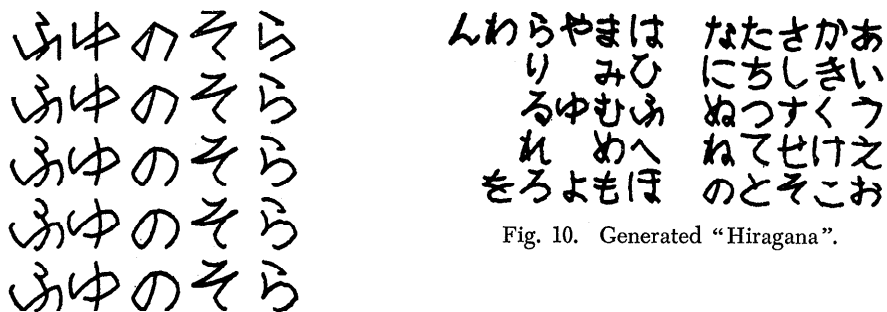 ふゆのそら
ふゆのそら
ふゆのそら
ふゆのそら
ふゆのそら
あいうえお
かきくけこ
さしすせそ
たちつてと
なにぬねの
はひふへほ
まみむめも
やゆよ
らりるれろ
わを
ん
Fig. 10. Generated “Hiragana”.